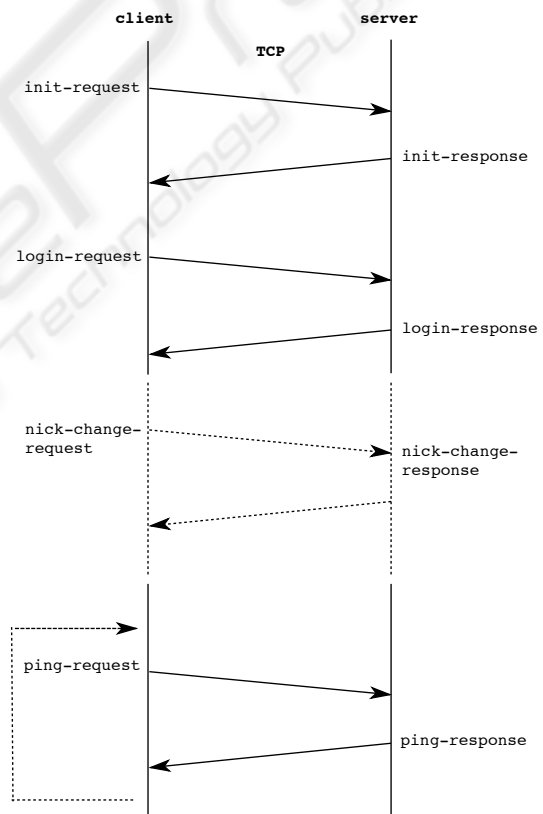 client server
TCP
init-request
init-response
login-request
login-response
nick-change-
request
nick-change-
response
ping-request
ping-response